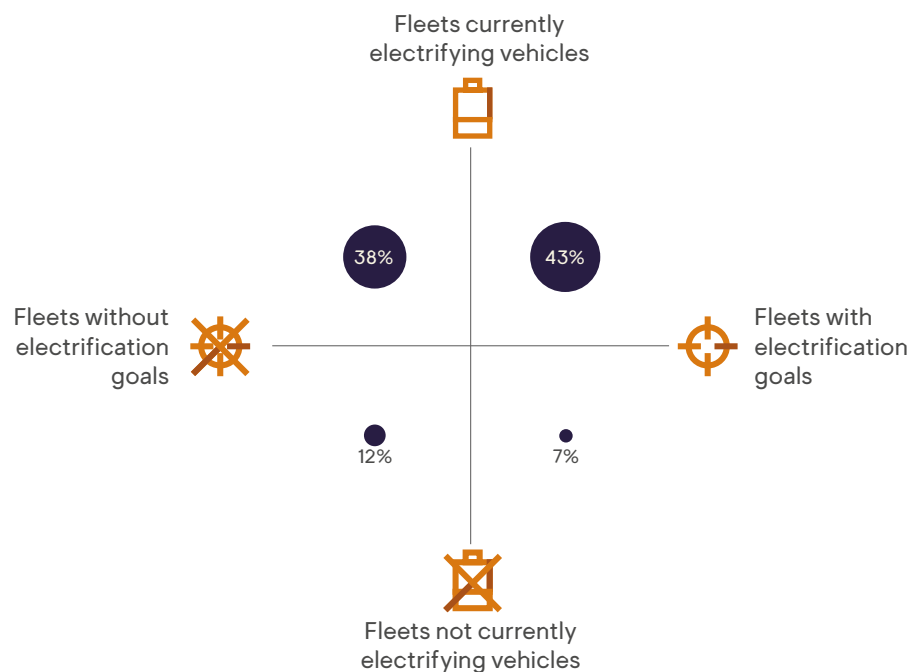 Fleets currently
electrifying vehicles
38%
43%
Fleets without
electrification
goals
Fleets with
electrification
goals
12%
7%
Fleets not currently
electrifying vehicles